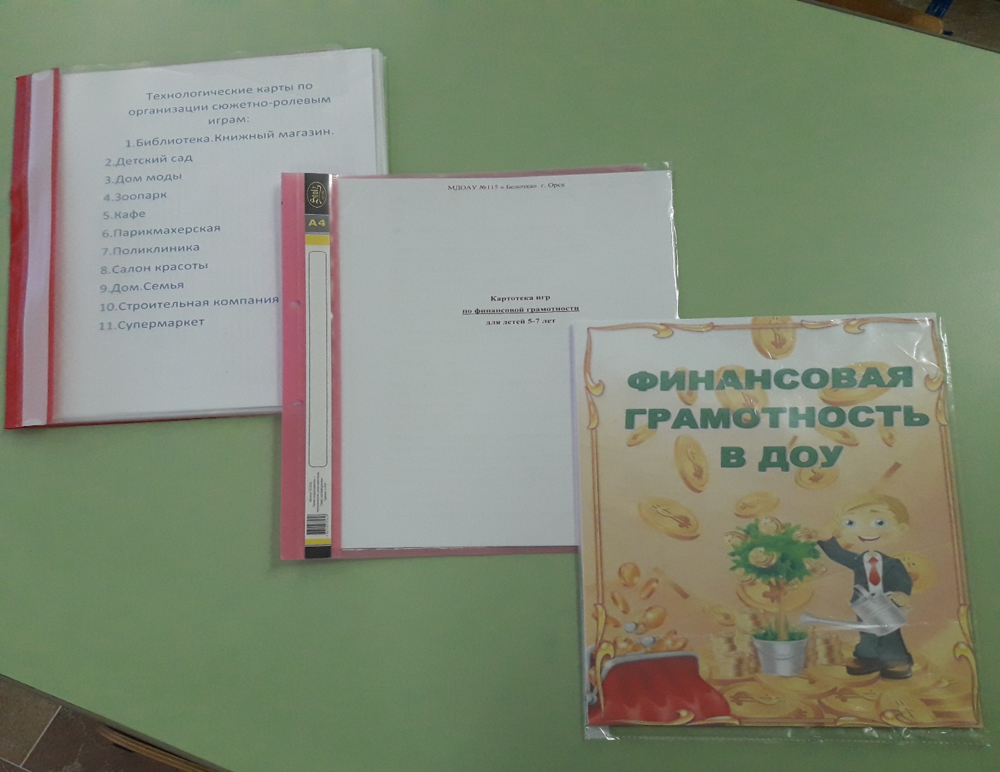 Технологические карты по
организации сюжетно-ролевым
играм:
1.Библиотека.Книжный магазин.
2.Детский сад
3.Дом моды
4.Зоопарк
5.Кафе
6.Парикмахерская
7.Поликлиника
8.Салон красоты
9.Дом.Семья
10.Строительная компания
11.Супермаркет
A4
МДОАУ №115 « Белочка» г. Орск
Картотека игр
по финансовой грамотности
для детей 5-7 лет
ФИНАНСОВАЯ
ГРАМОТНОСТЬ
В ДОУ